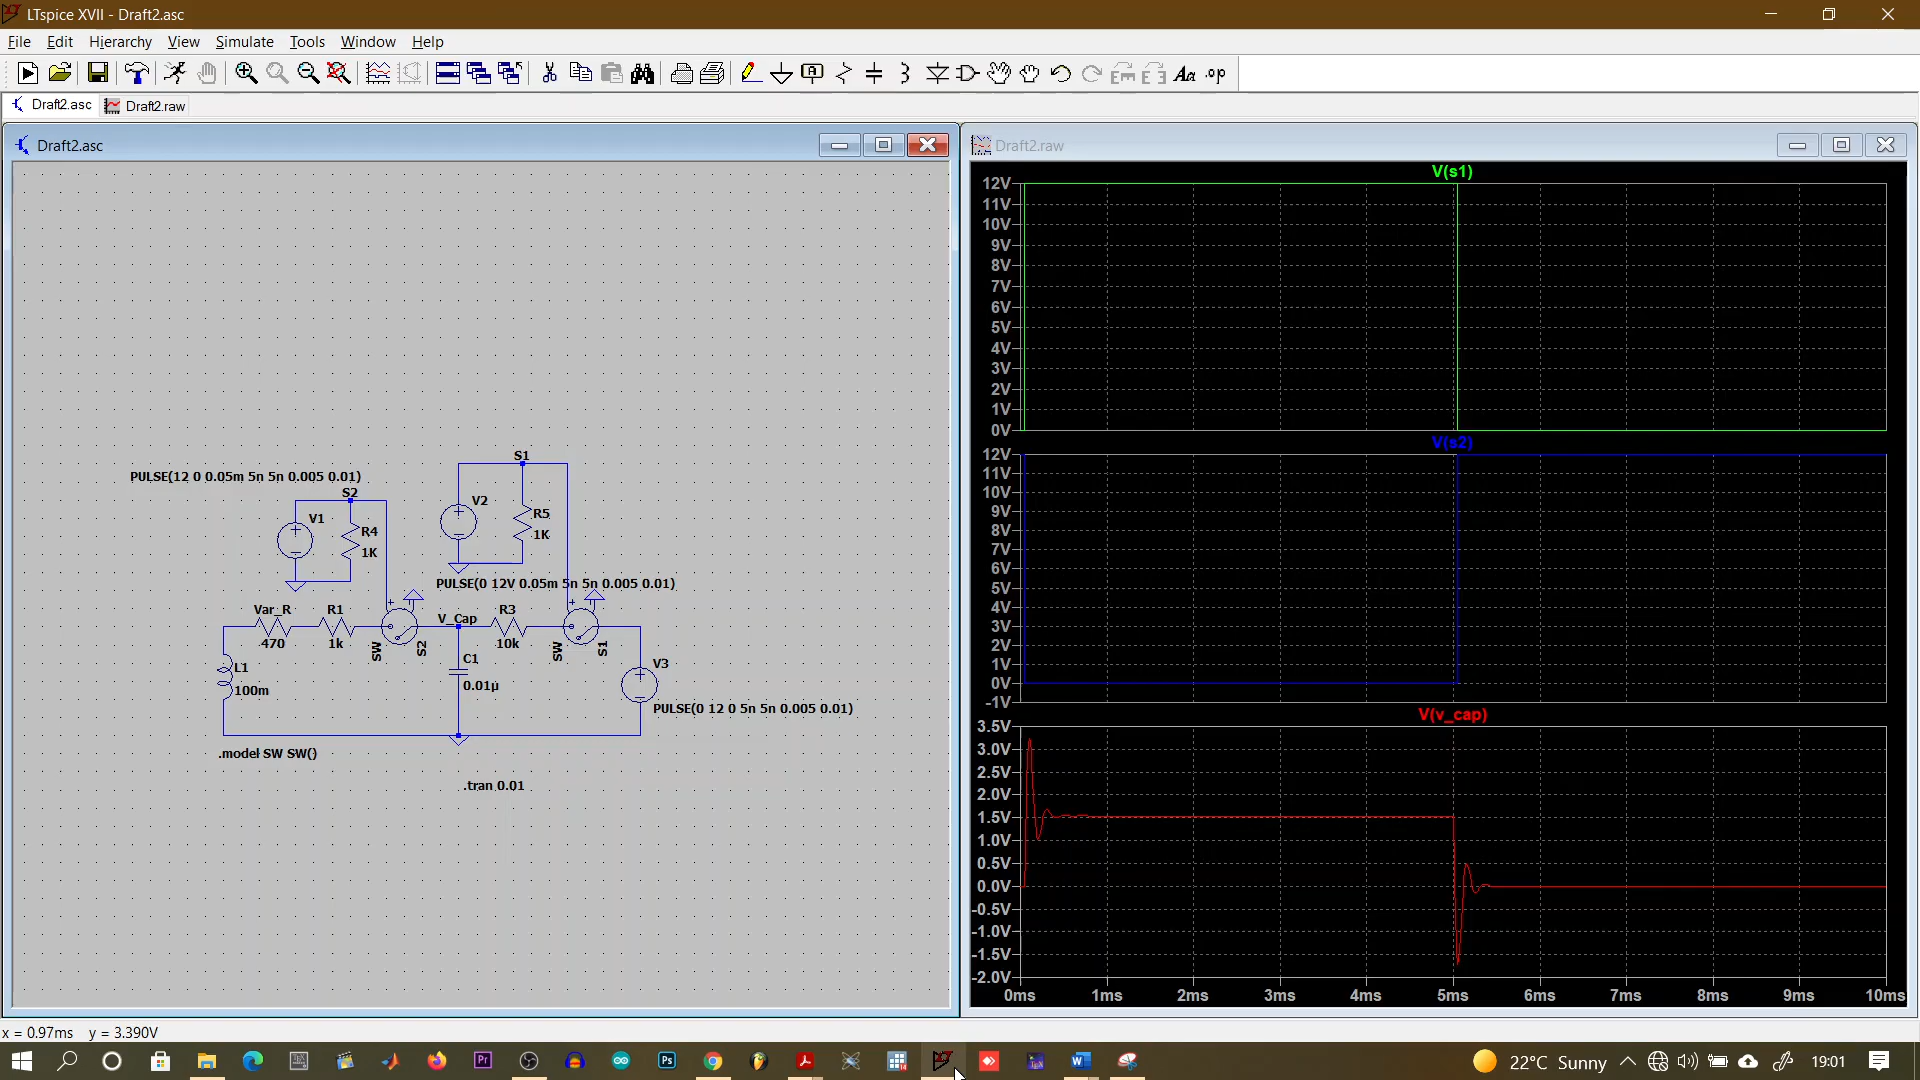 LTspice XVII - Draft2.asc
File Edit Hierarchy View Simulate Tools Window Help
Draft2.asc Draft2.raw
Draft2.asc
PULSE(12 0 0.05m 5n 5n 0.005 0.01)
S2
V1
R4
1K
S1
V2
R5
1K
PULSE(0 12V 0.05m 5n 5n 0.005 0.01)
Var_R
470
R1
1k
SW
S2
V_Cap
R3
10k
SW
S1
L1
100m
C1
0.01µ
V3
PULSE(0 12 0 5n 5n 0.005 0.01)
.model SW SW()
.tran 0.01
Draft2.raw
V(s1)
12V
11V
10V
9V
8V
7V
6V
5V
4V
3V
2V
1V
0V
V(s2)
12V
11V
10V
9V
8V
7V
6V
5V
4V
3V
2V
1V
0V
-1V
V(v_cap)
3.5V
3.0V
2.5V
2.0V
1.5V
1.0V
0.5V
0.0V
-0.5V
-1.0V
-1.5V
-2.0V
0ms 1ms 2ms 3ms 4ms 5ms 6ms 7ms 8ms 9ms 10ms
x = 0.97ms y = 3.390V
22°C Sunny 19:01